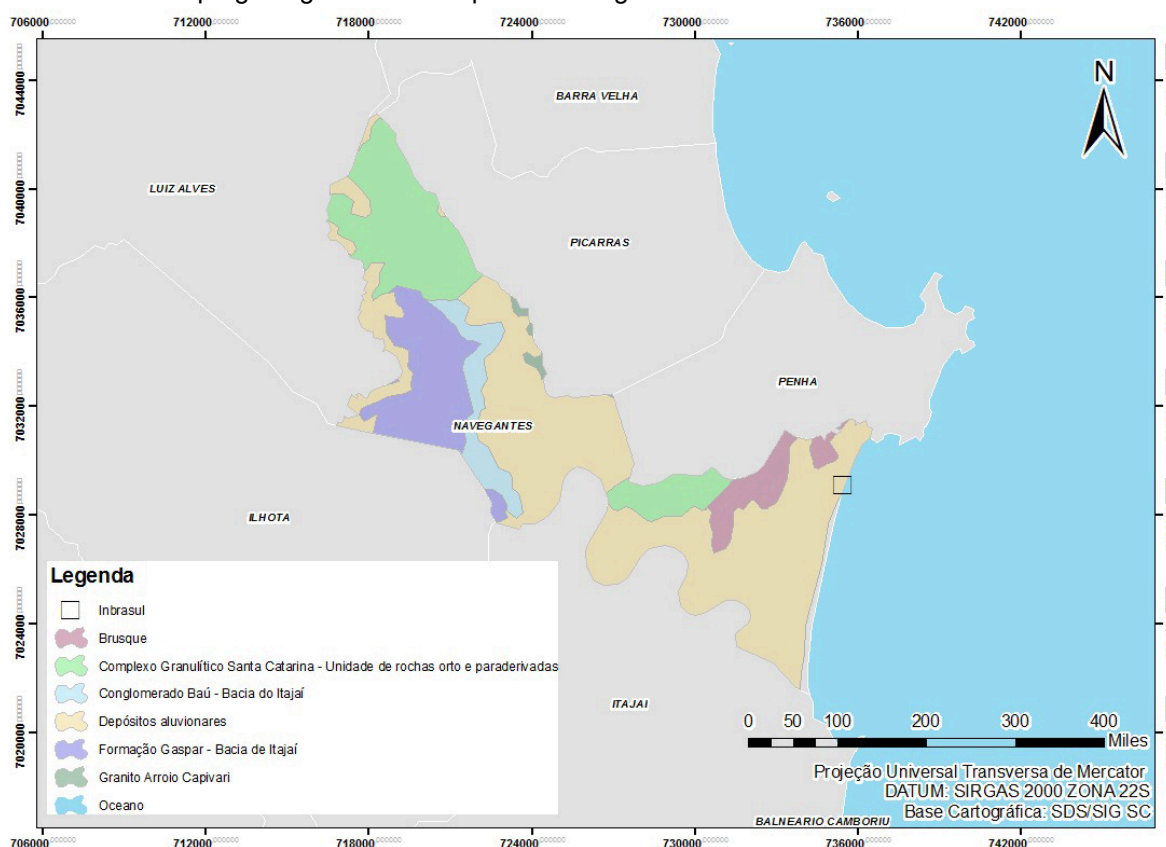 706000
712000
718000
724000
730000
736000
742000
7044000
7040000
7036000
7032000
7028000
7024000
7020000
N
BARRA VELHA
LUIZ ALVES
PICARRAS
PENHA
NAVEGANTES
ILHOTA
ITAJAI
BALNEARIO CAMBORIU
Legenda
Inbrasul
Brusque
Complexo Granulítico Santa Catarina - Unidade de rochas orto e paraderivadas
Conglomerado Baú - Bacia do Itajaí
Depósitos aluvionares
Formação Gaspar - Bacia de Itajaí
Granito Arroio Capivari
Oceano
0 50 100 200 300 400
Miles
Projeção Universal Transversa de Mercator
DATUM: SIRGAS 2000 ZONA 22S
Base Cartográfica: SDS/SIG SC
706000
712000
718000
724000
730000
736000
742000